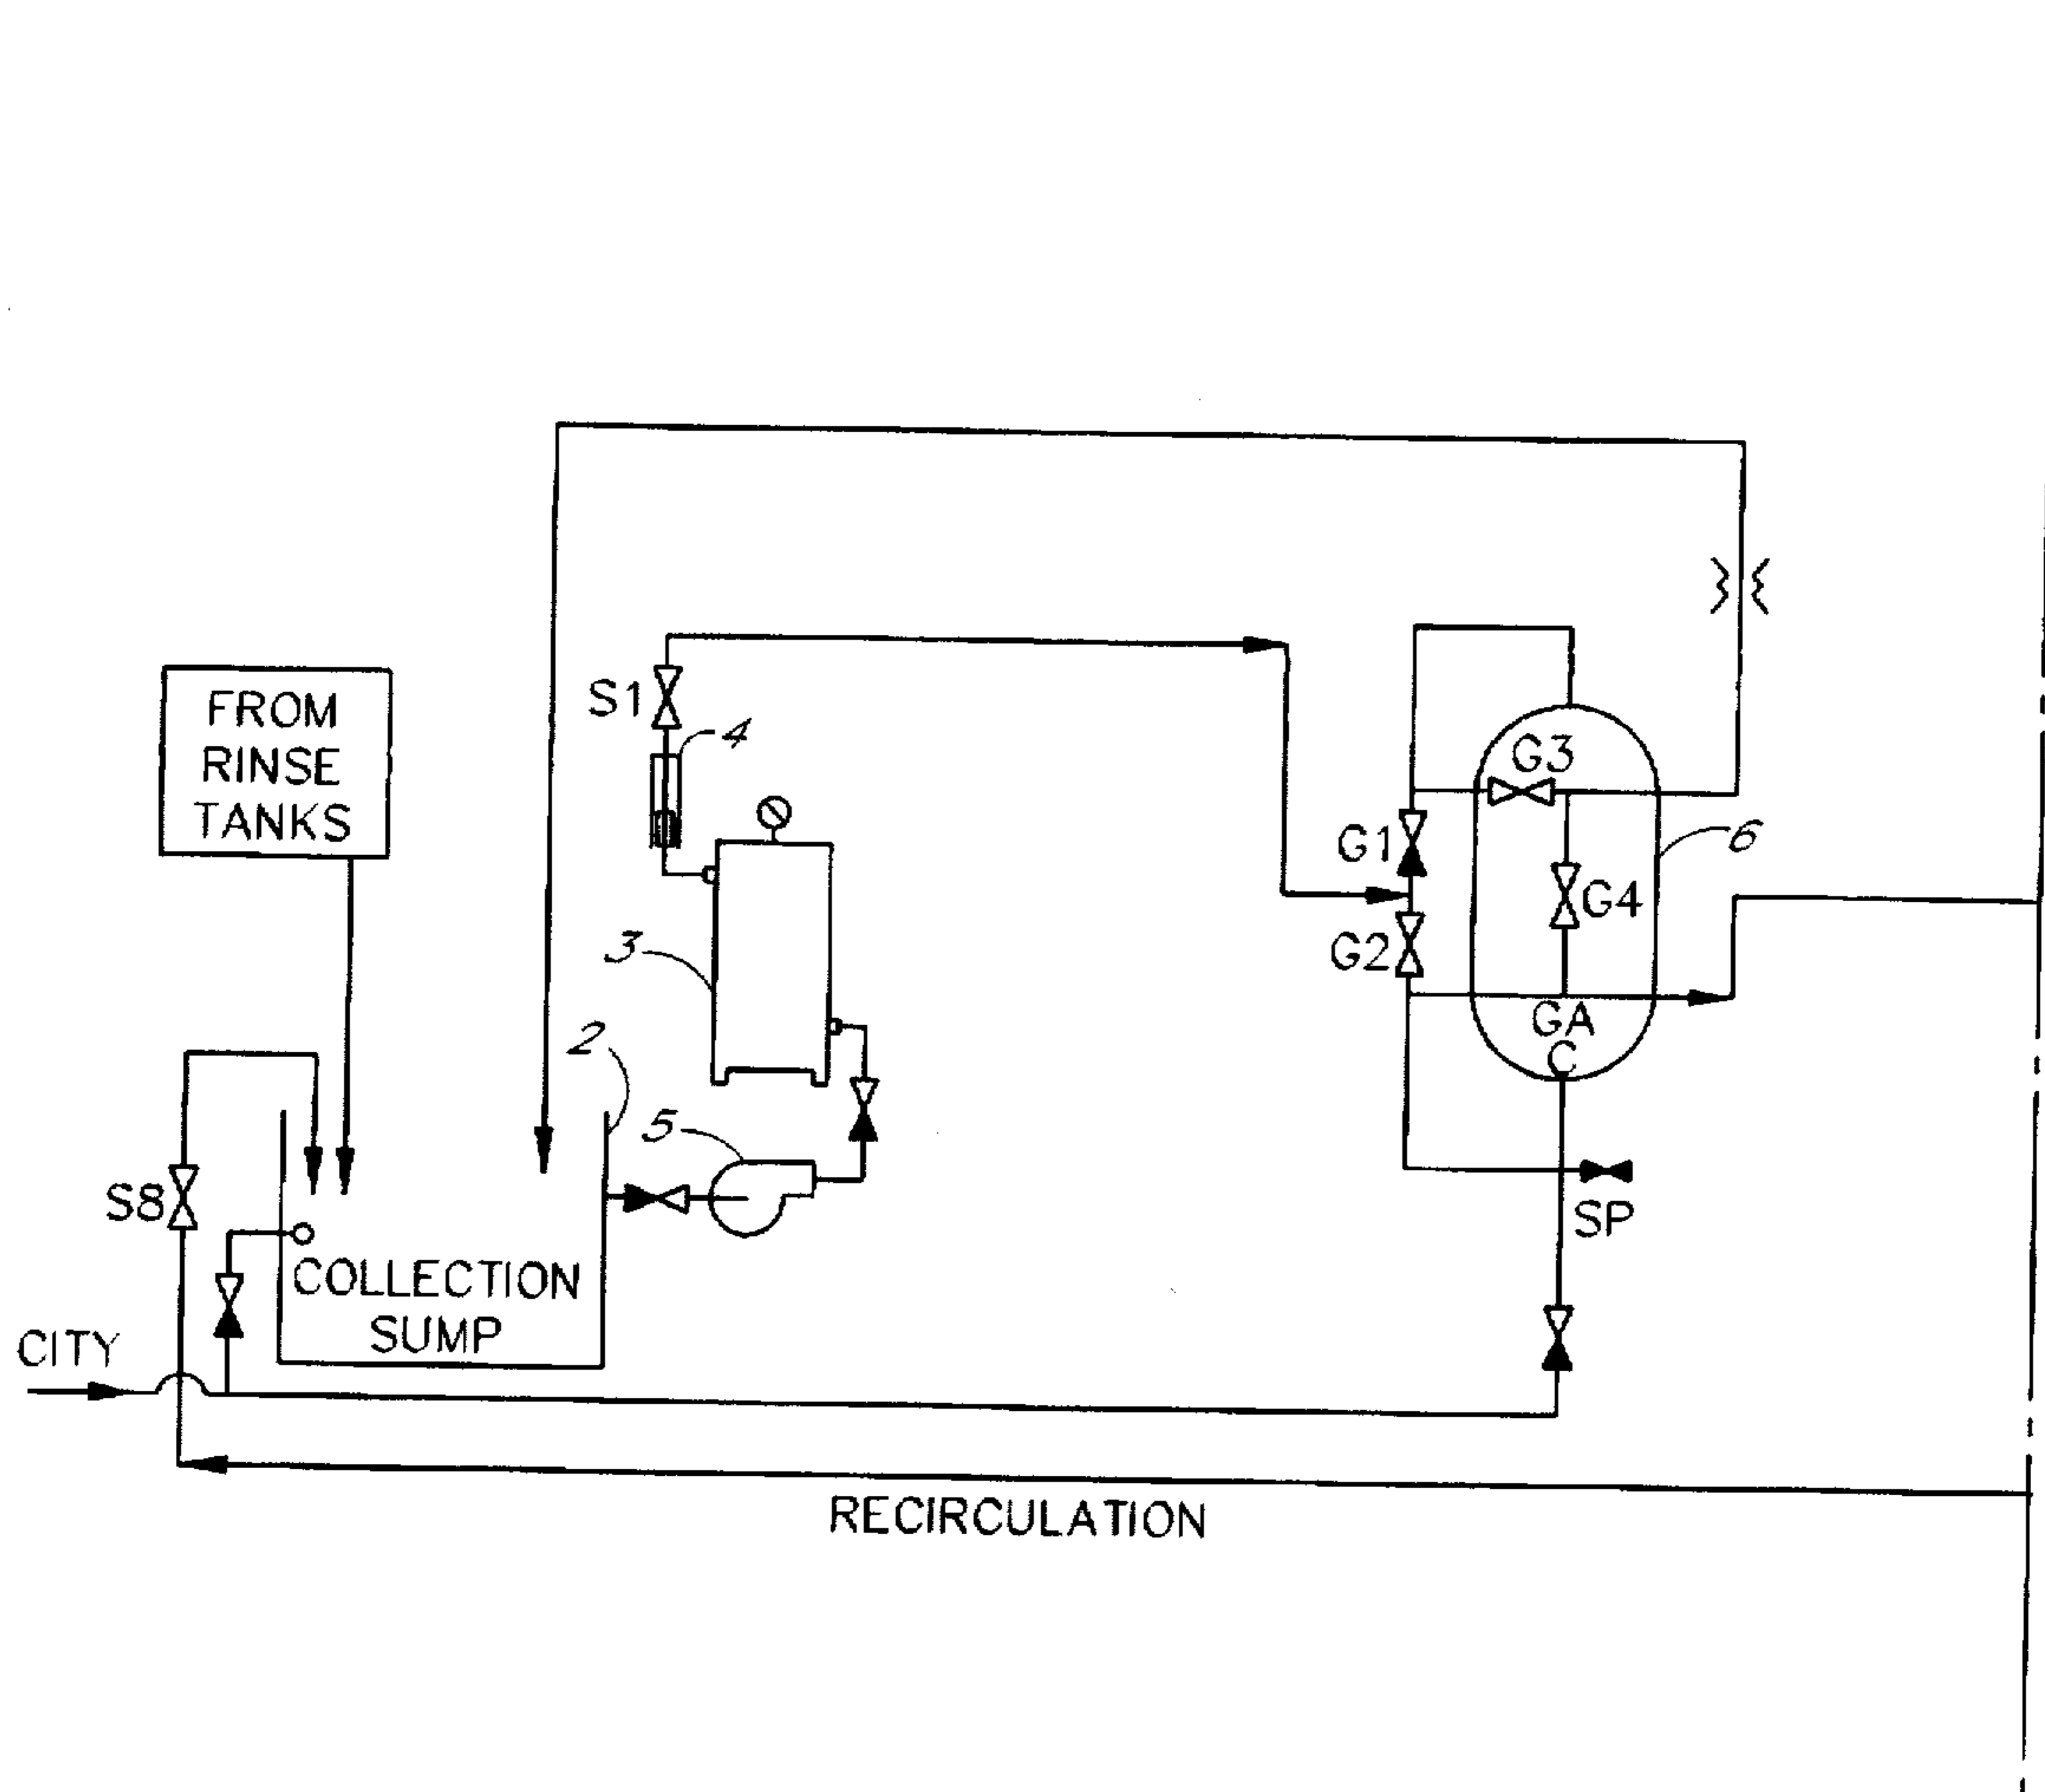 S1
4
FROM
RINSE
TANKS
G3
G1
6
G4
3
G2
GA
C
2
5
S8
SP
COLLECTION
SUMP
CITY
RECIRCULATION